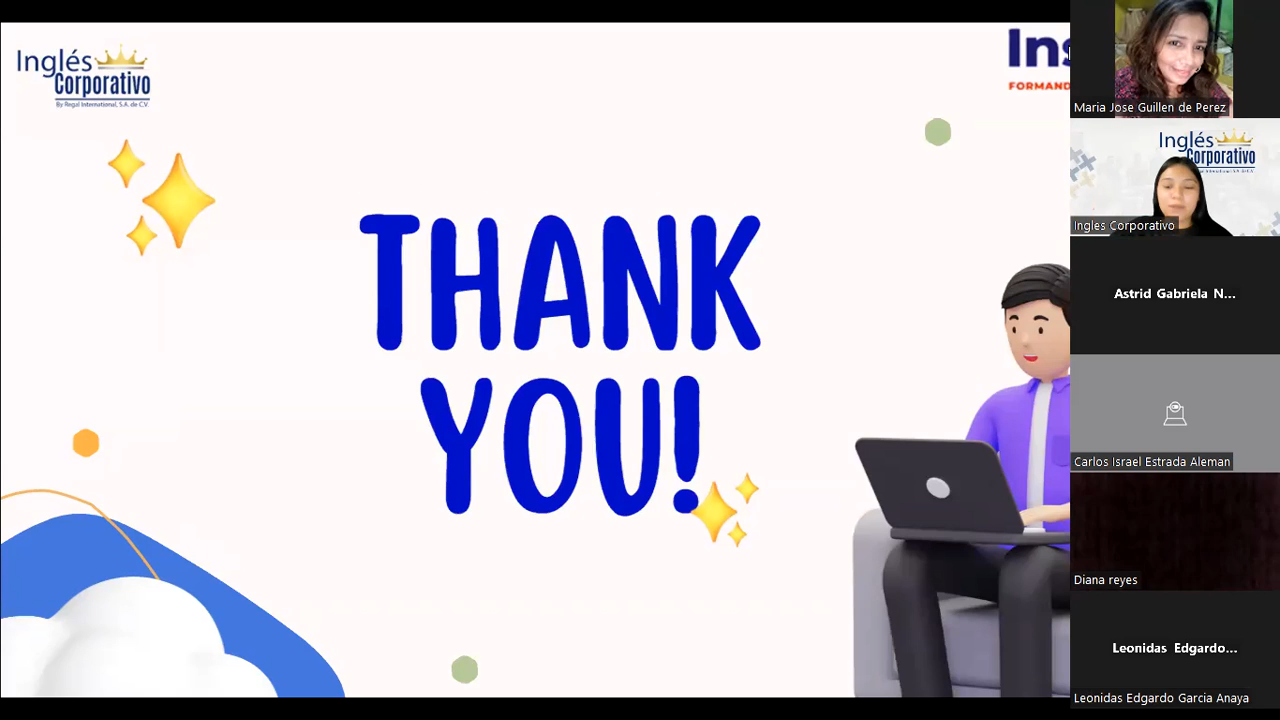 Inglés
Corporativo
By Regal International, S.A. de C.V.
Ins
FORMAND
THANK
YOU!
Maria Jose Guillen de Perez
Inglés
Corporativo
Ingles Corporativo
Astrid Gabriela N...
Carlos Israel Estrada Aleman
Diana reyes
Leonidas Edgardo...
Leonidas Edgardo Garcia Anaya